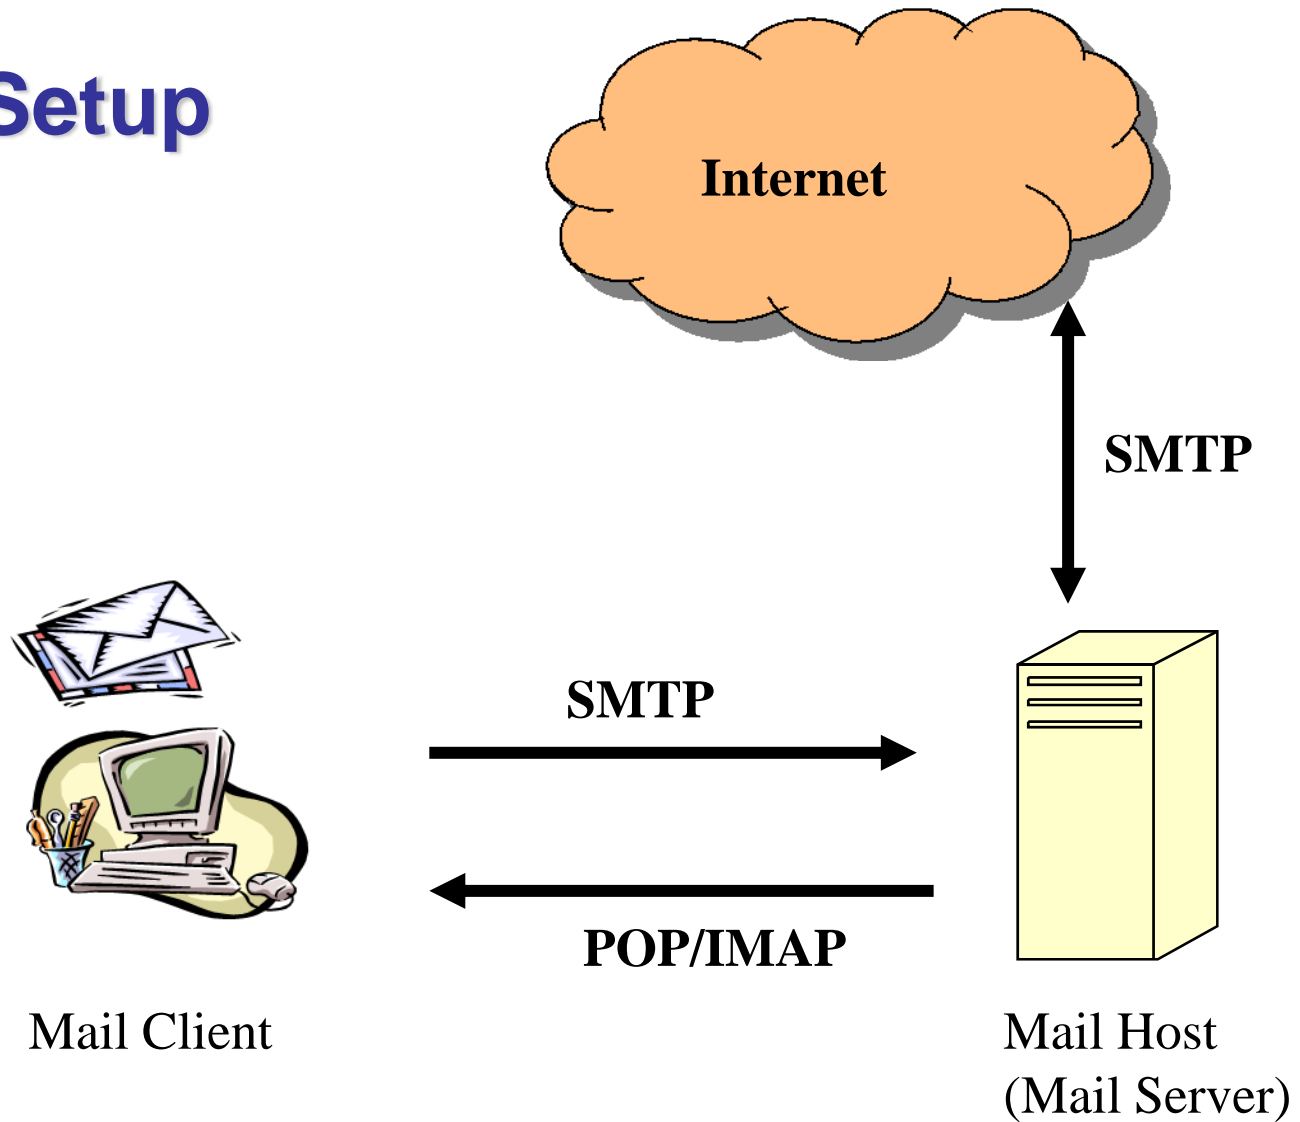 Setup
Internet
SMTP
SMTP
POP/IMAP
Mail Client
Mail Host
(Mail Server)